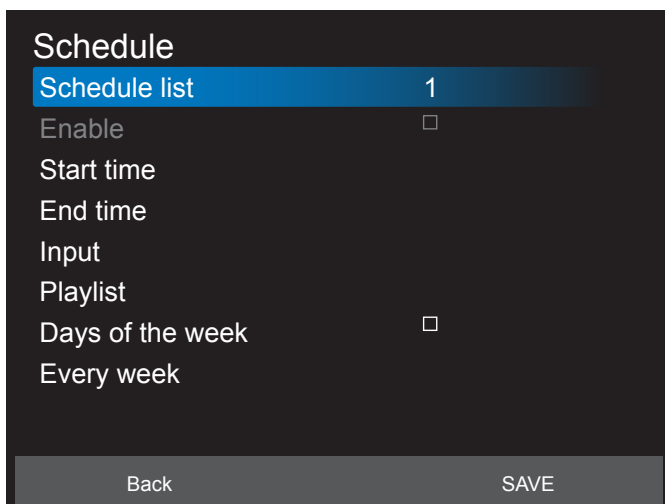 Schedule
Schedule list 1
Enable
Start time
End time
Input
Playlist
Days of the week
Every week
Back SAVE